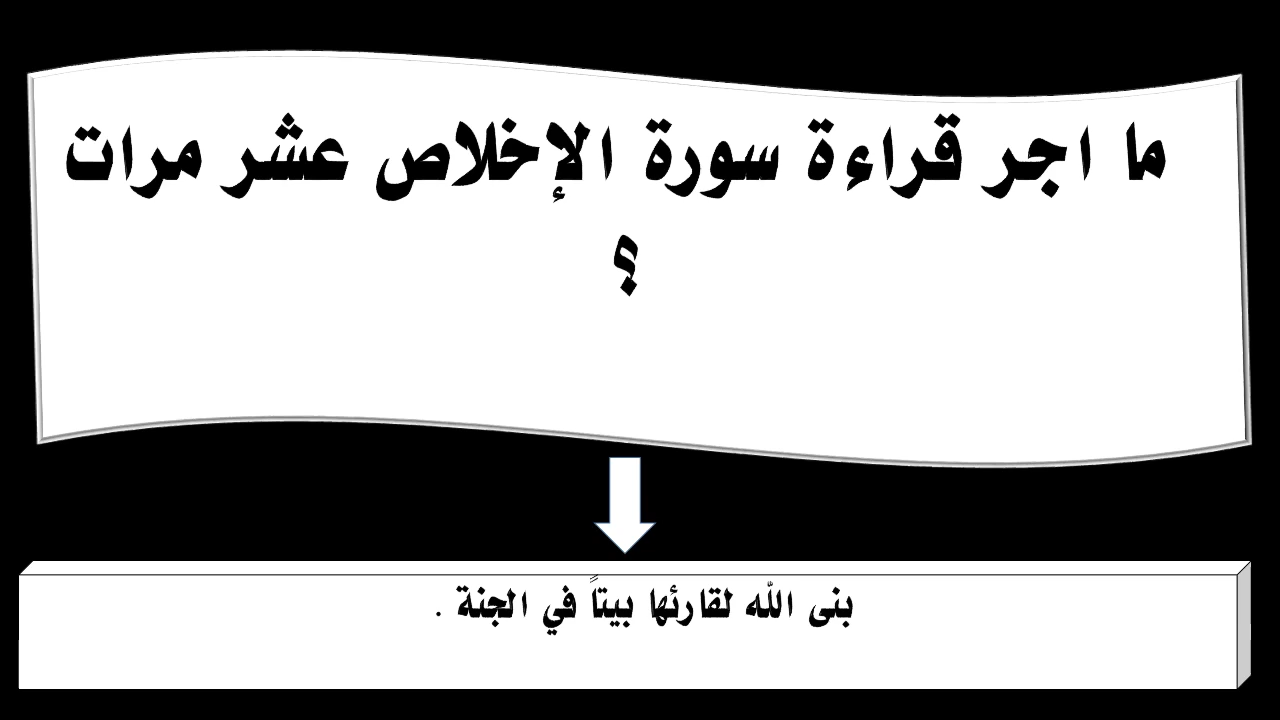 ما اجر قراءة سورة الإخلاص عشر مرات
؟
بنى الله لقارئها بيتاً في الجنة .